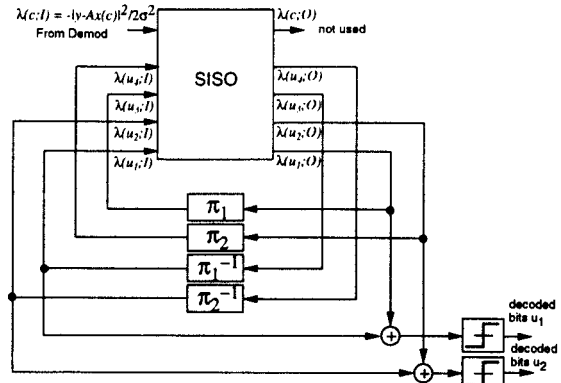 λ(c;I) = -|y-Ax(c)|²/2σ²
From Demod
λ(c;O)
not used
SISO
λ(u₄;I)
λ(u₃;I)
λ(u₂;I)
λ(u₁;I)
λ(u₄;O)
λ(u₃;O)
λ(u₂;O)
λ(u₁;O)
π₁
π₂
π₁⁻¹
π₂⁻¹
decoded
bits u₁
decoded
bits u₂